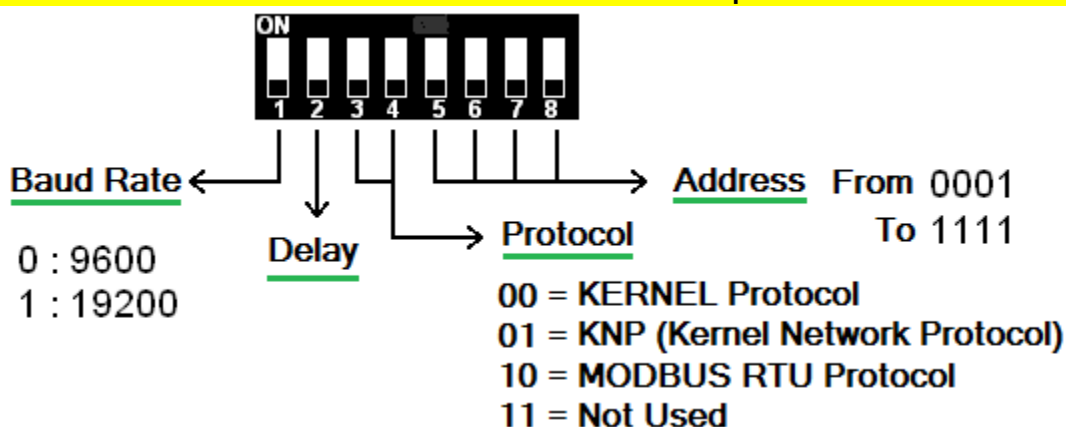 ON
1 2 3 4 5 6 7 8
Baud Rate
0 : 9600
1 : 19200
Delay
Protocol
00 = KERNEL Protocol
01 = KNP (Kernel Network Protocol)
10 = MODBUS RTU Protocol
11 = Not Used
Address From 0001
To 1111